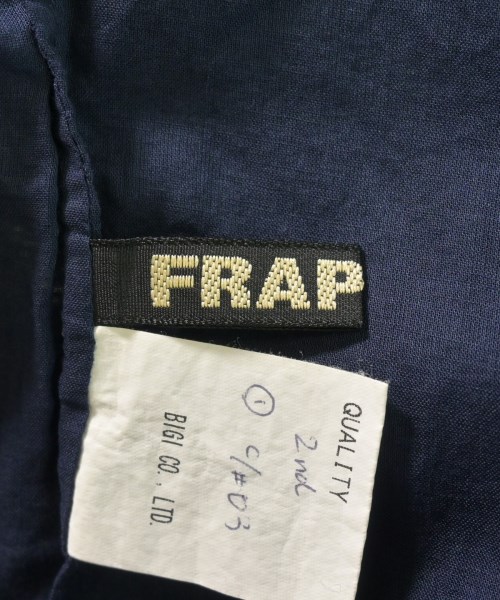 FRAP
QUALITY
2nd
① c/#03
BIGI CO., LTD.